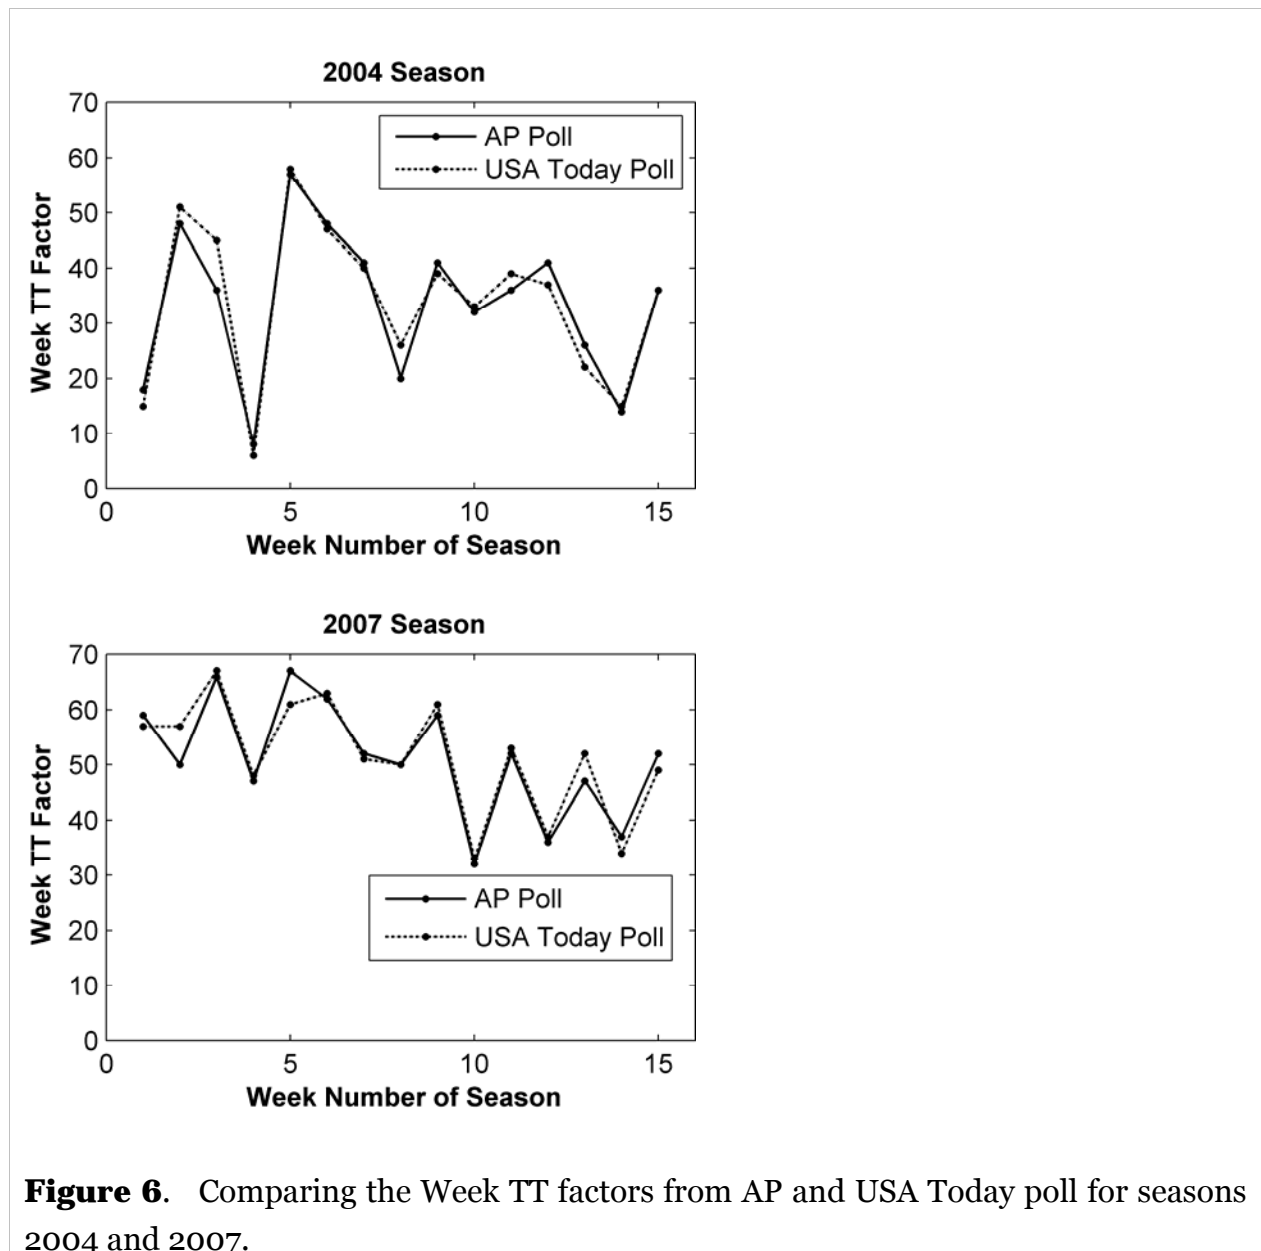 2004 Season
70
60
50
40
30
20
10
0
Week TT Factor
AP Poll
USA Today Poll
0 5 10 15
Week Number of Season
2007 Season
70
60
50
40
30
20
10
0
Week TT Factor
AP Poll
USA Today Poll
0 5 10 15
Week Number of Season
Figure 6. Comparing the Week TT factors from AP and USA Today poll for seasons
2004 and 2007.